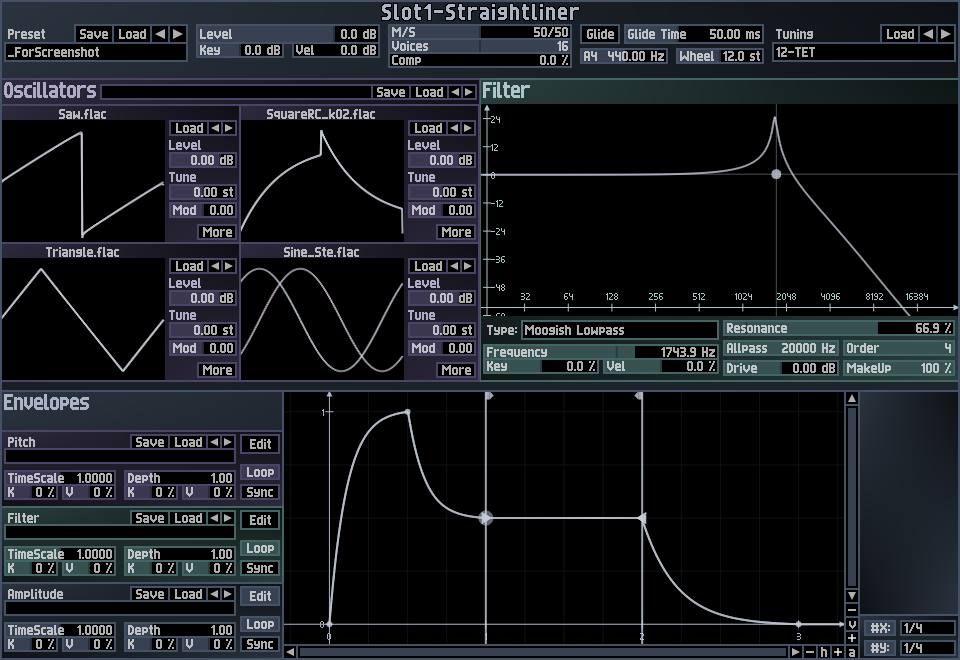 Slot1-Straightliner
Preset Save Load
_ForScreenshot
Level 0.0 dB
Key 0.0 dB Vel 0.0 dB
M/S 50/50
Voices 16
Comp 0.0 %
Glide Glide Time 50.00 ms
A4 440.00 Hz Wheel 12.0 st
Tuning Load
12-TET
Oscillators Save Load
Saw.flac
Load
Level
0.00 dB
Tune
0.00 st
Mod 0.00
More
SquareRC_k02.flac
Load
Level
0.00 dB
Tune
0.00 st
Mod 0.00
More
Triangle.flac
Load
Level
0.00 dB
Tune
0.00 st
Mod 0.00
More
Sine_Ste.flac
Load
Level
0.00 dB
Tune
0.00 st
Mod 0.00
More
Filter
24
12
0
-12
-24
-36
-48
-60
32 64 128 256 512 1024 2048 4096 8192 16384
Type: Moogish Lowpass
Frequency 1743.9 Hz
Key 0.0 % Vel 0.0 %
Resonance 66.9 %
Allpass 20000 Hz Order 4
Drive 0.00 dB MakeUp 100 %
Envelopes
Pitch Save Load Edit
Loop
TimeScale 1.0000 Depth 1.00
K 0 % V 0 % K 0 % V 0 % Sync
Filter Save Load Edit
Loop
TimeScale 1.0000 Depth 1.00
K 0 % V 0 % K 0 % V 0 % Sync
Amplitude Save Load Edit
Loop
TimeScale 1.0000 Depth 1.00
K 0 % V 0 % K 0 % V 0 % Sync
1
0
0 1 2 3
− V + a
− h +
#X: 1/4
#Y: 1/4